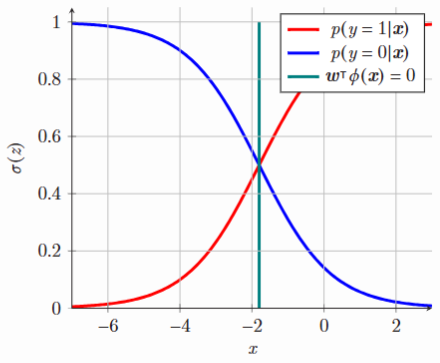 p(y = 1|x)
p(y = 0|x)
w⊤ϕ(x) = 0
1
0.8
0.6
0.4
0.2
0
σ(z)
−6 −4 −2 0 2
x